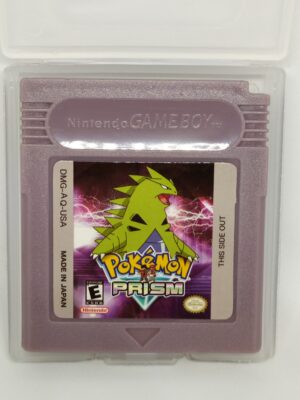 Nintendo GAME BOY
DMG-A Q-USA
MADE IN JAPAN
POKéMON
PRISM
E
Nintendo
THIS SIDE OUT